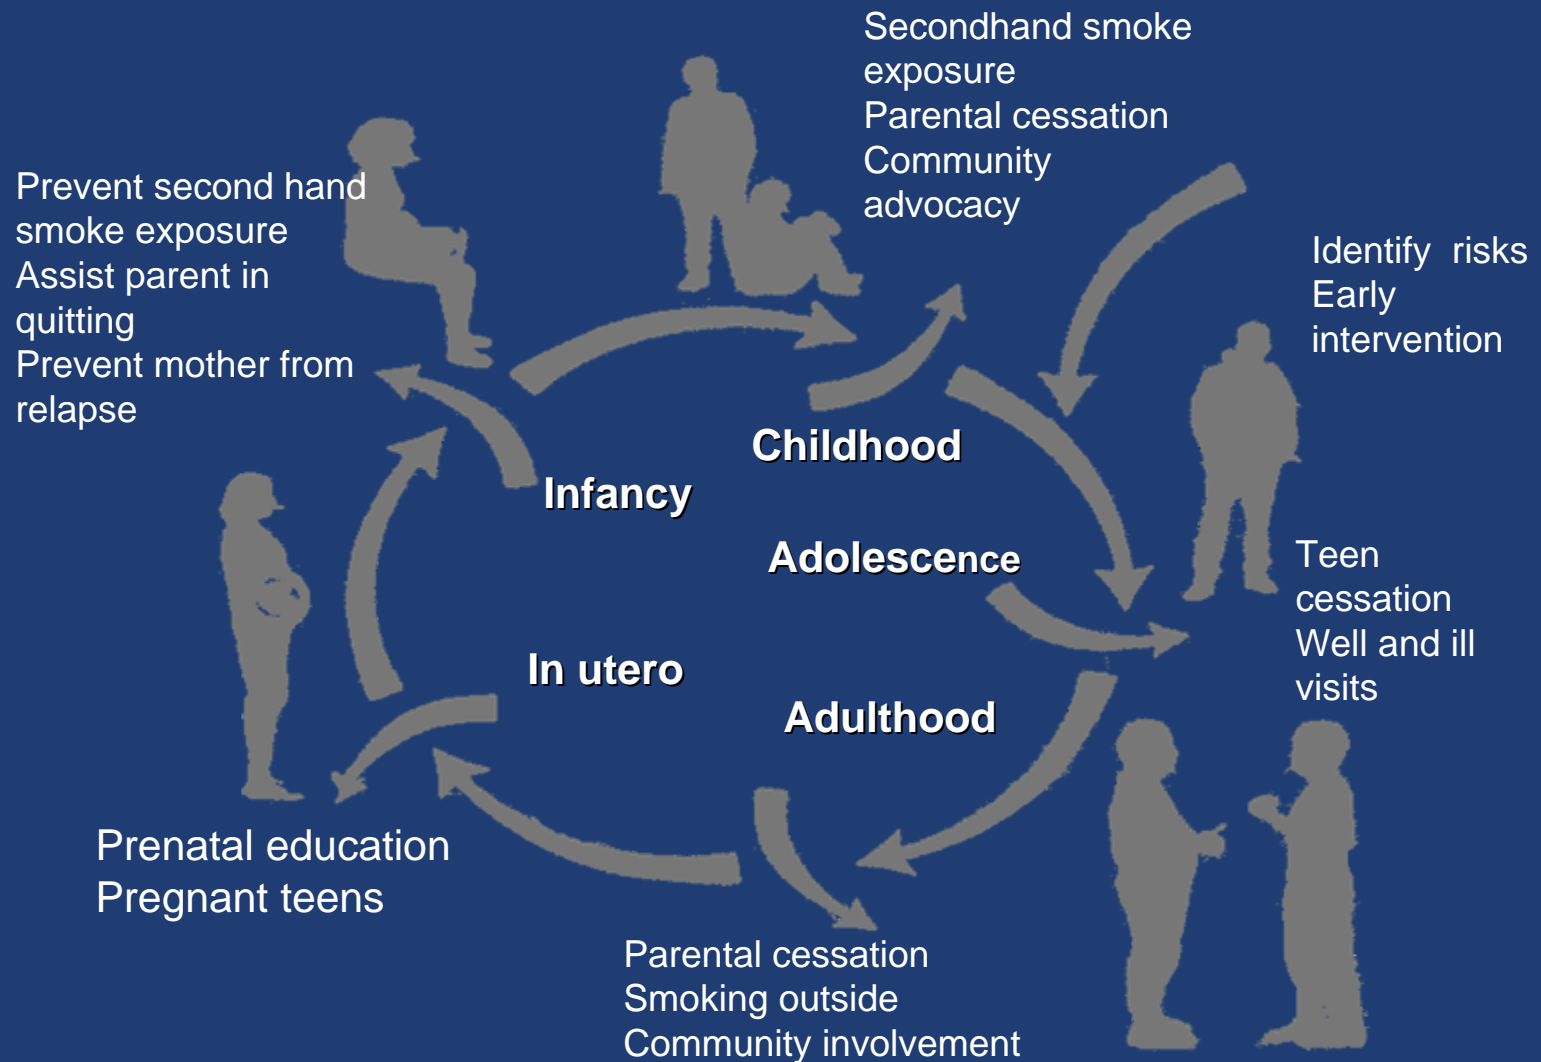 Secondhand smoke
exposure
Parental cessation
Community
advocacy
Prevent second hand
smoke exposure
Assist parent in
quitting
Prevent mother from
relapse
Identify risks
Early
intervention
Childhood
Infancy
Adolescence
Teen
cessation
Well and ill
visits
In utero
Adulthood
Prenatal education
Pregnant teens
Parental cessation
Smoking outside
Community involvement